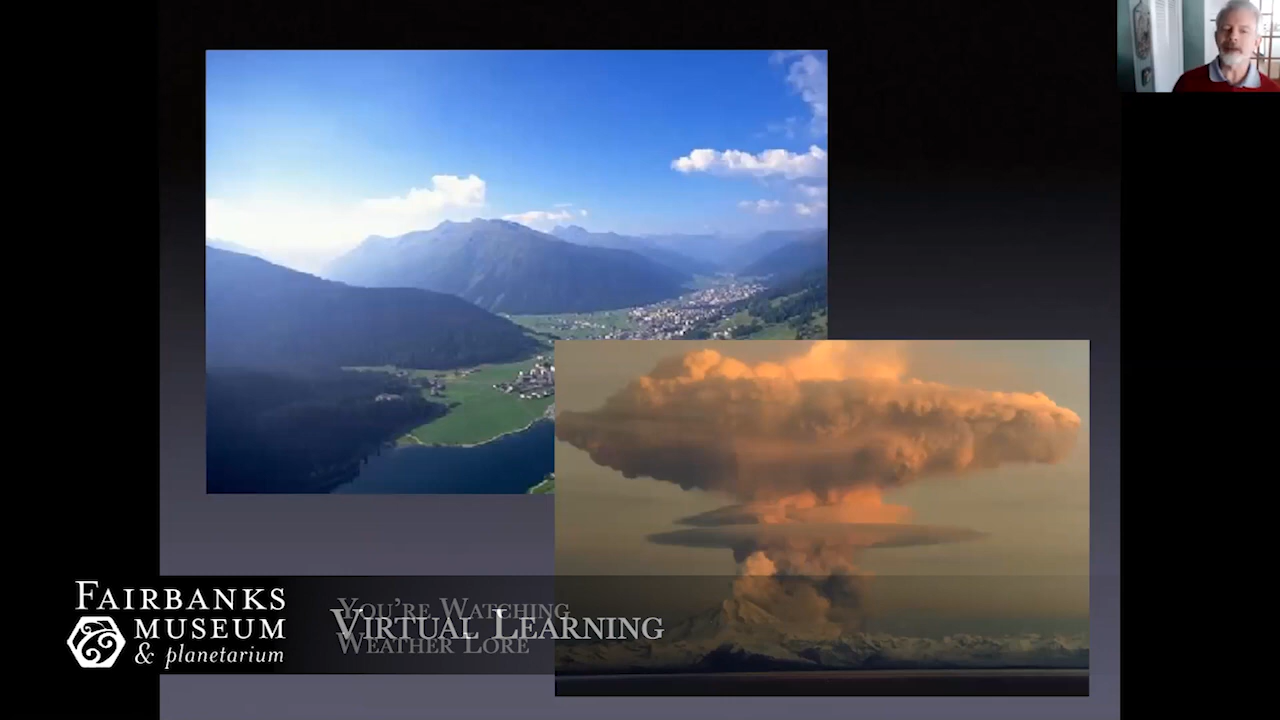 FAIRBANKS
MUSEUM
& planetarium
YOU'RE WATCHING
VIRTUAL LEARNING
WEATHER LORE